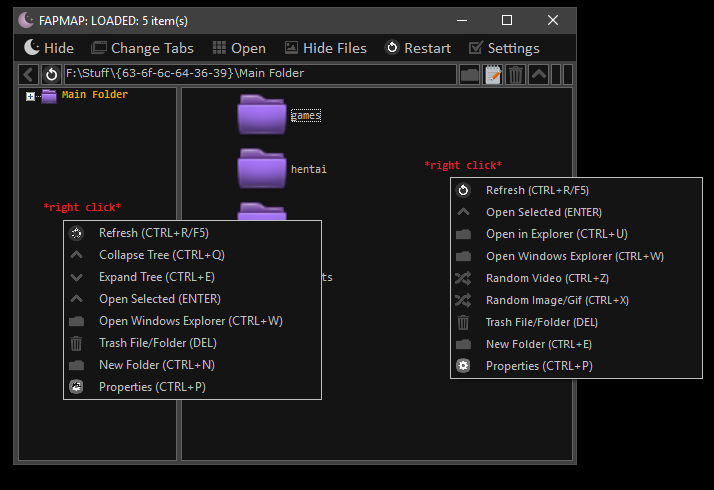 FAPMAP: LOADED: 5 item(s)
Hide Change Tabs Open Hide Files Restart Settings
F:\Stuff\{63-6f-6c-64-36-39}\Main Folder
Main Folder
games
hentai
*right click*
Refresh (CTRL+R/F5)
Open Selected (ENTER)
Open in Explorer (CTRL+U)
Open Windows Explorer (CTRL+W)
Random Video (CTRL+Z)
Random Image/Gif (CTRL+X)
Trash File/Folder (DEL)
New Folder (CTRL+E)
Properties (CTRL+P)
*right click*
Refresh (CTRL+R/F5)
Collapse Tree (CTRL+Q)
Expand Tree (CTRL+E)
Open Selected (ENTER)
Open Windows Explorer (CTRL+W)
Trash File/Folder (DEL)
New Folder (CTRL+N)
Properties (CTRL+P)
ts